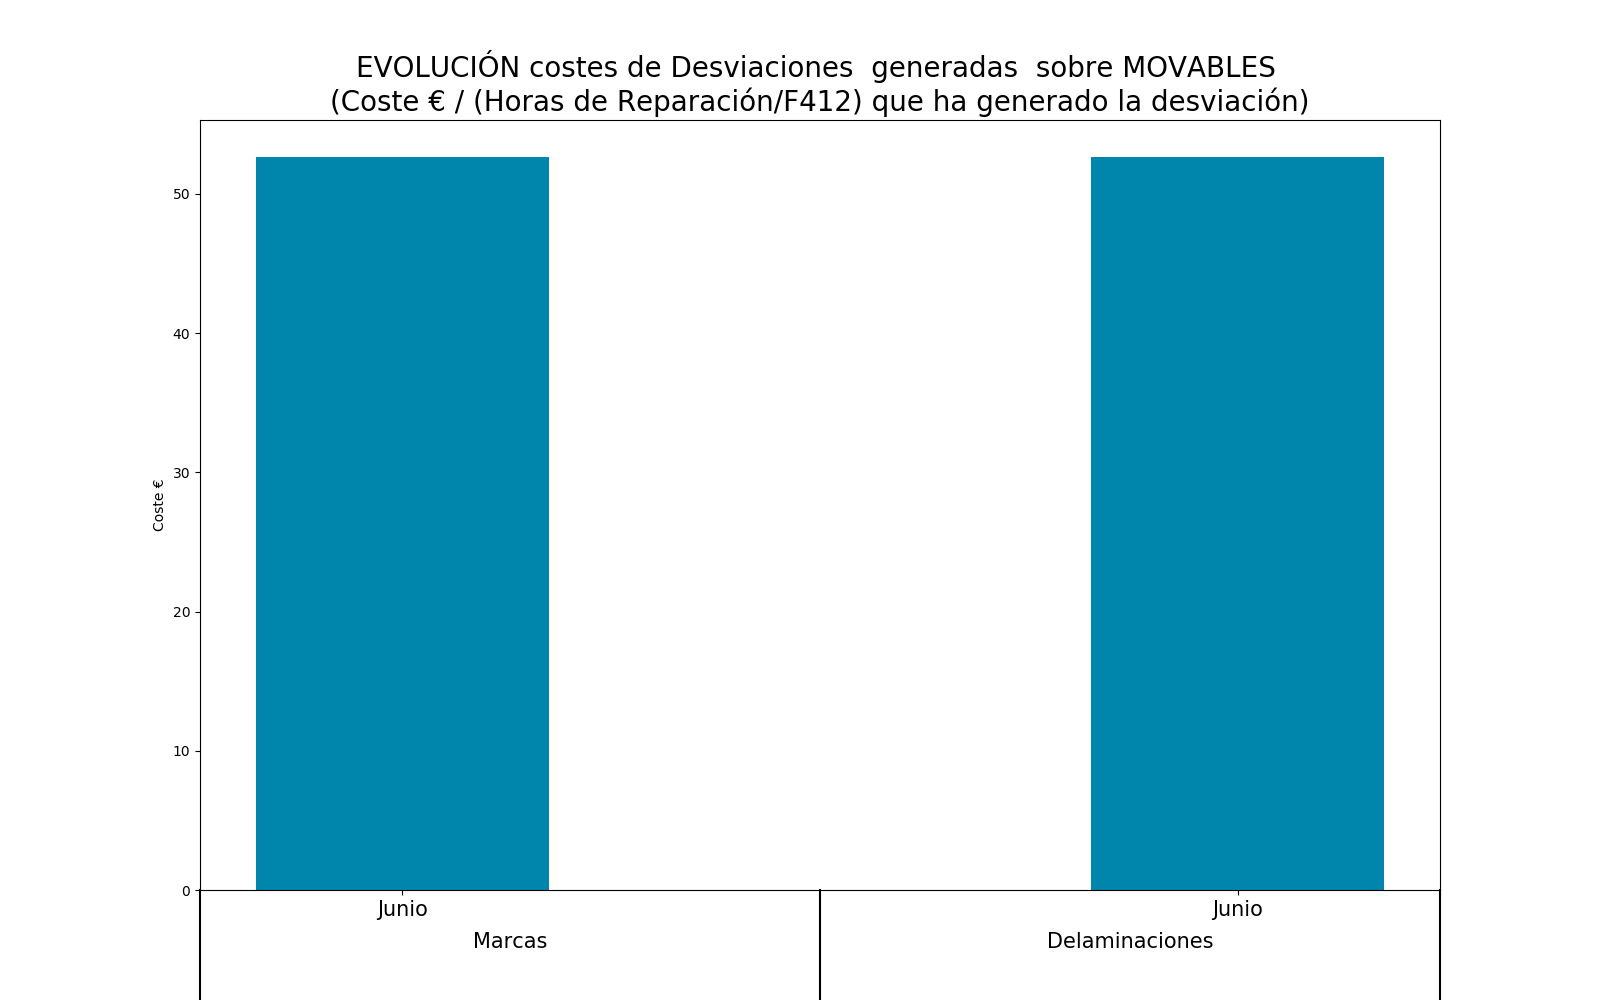 EVOLUCIÓN costes de Desviaciones  generadas  sobre MOVABLES
(Coste € / (Horas de Reparación/F412) que ha generado la desviación)
50
40
30
20
10
0
Coste €
Junio
Junio
Marcas
Delaminaciones